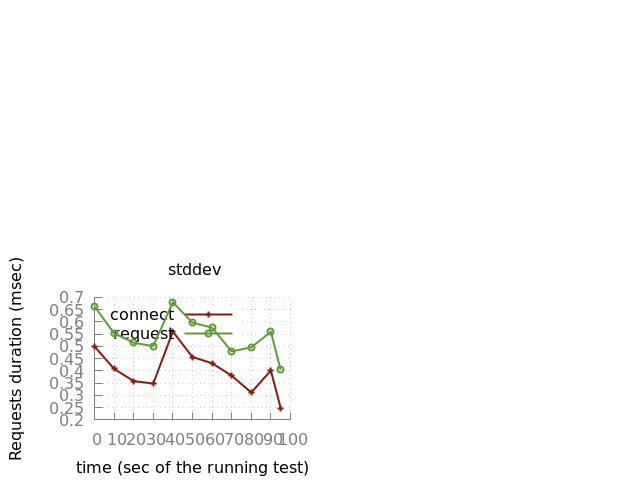 stddev
Requests duration (msec)
0.7
0.65
0.6
0.55
0.5
0.45
0.4
0.35
0.3
0.25
0.2
connect
request
0 10 20 30 40 50 60 70 80 90 100
time (sec of the running test)